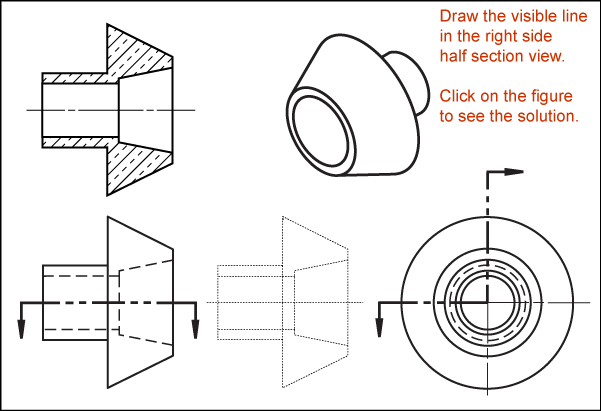 Draw the visible line
in the right side
half section view.
Click on the figure
to see the solution.